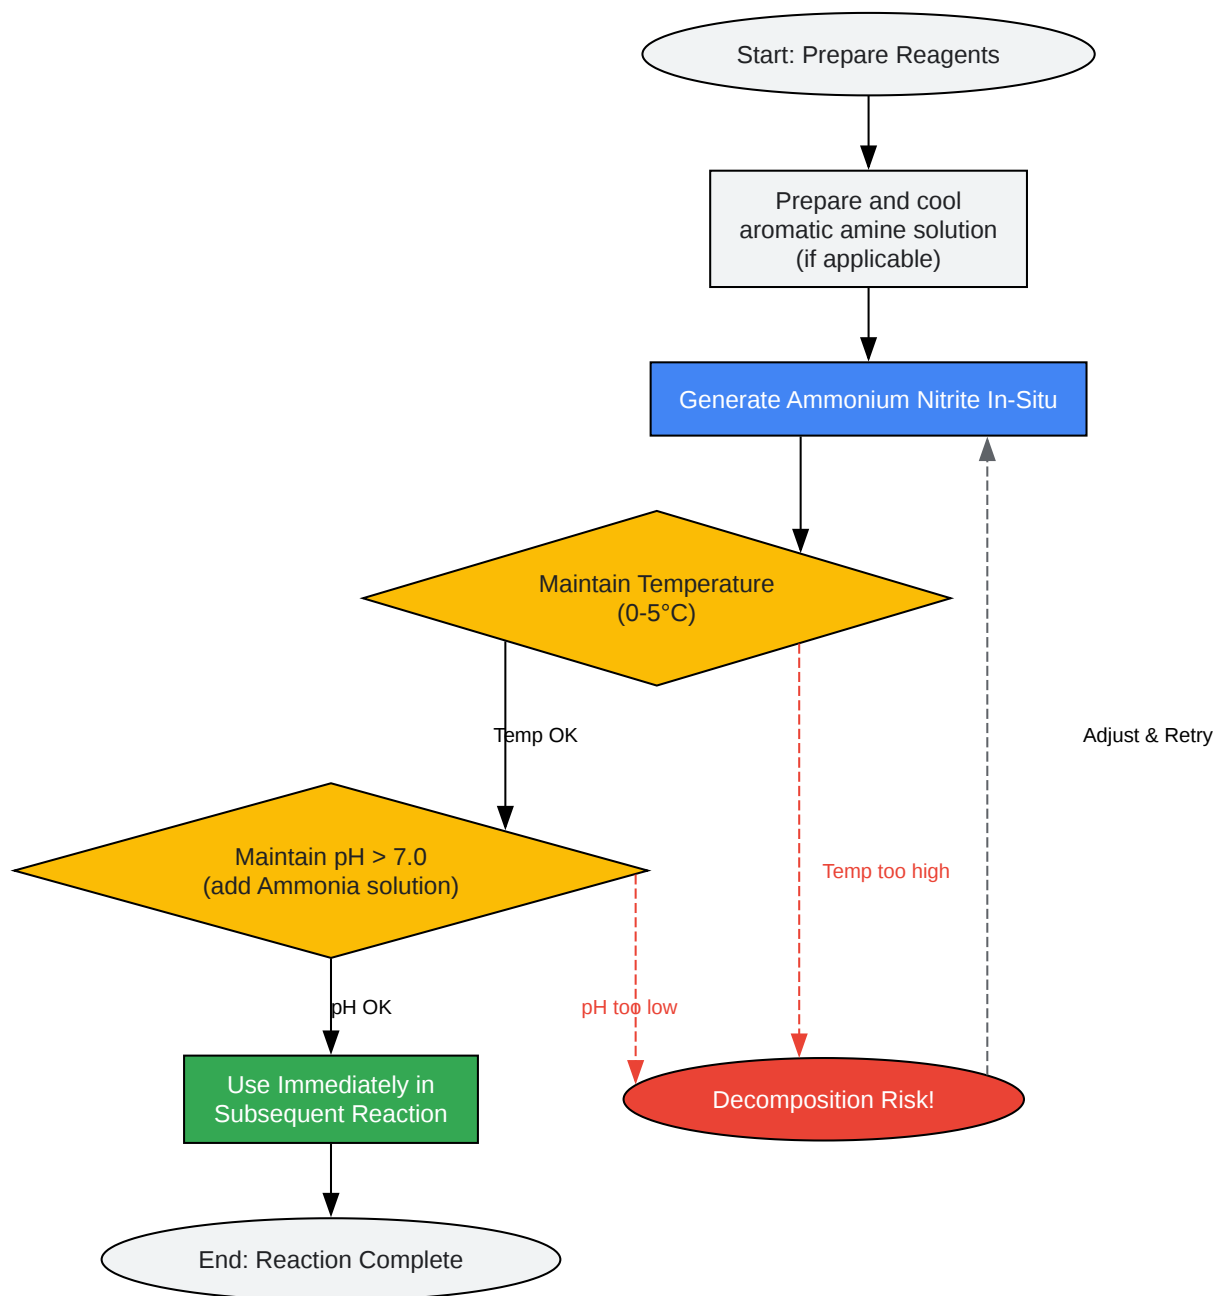 Start: Prepare Reagents
Prepare and cool
aromatic amine solution
(if applicable)
Generate Ammonium Nitrite In-Situ
Maintain Temperature
(0-5°C)
Temp OK
Adjust & Retry
Maintain pH > 7.0
(add Ammonia solution)
Temp too high
pH OK
pH too low
Use Immediately in
Subsequent Reaction
Decomposition Risk!
End: Reaction Complete